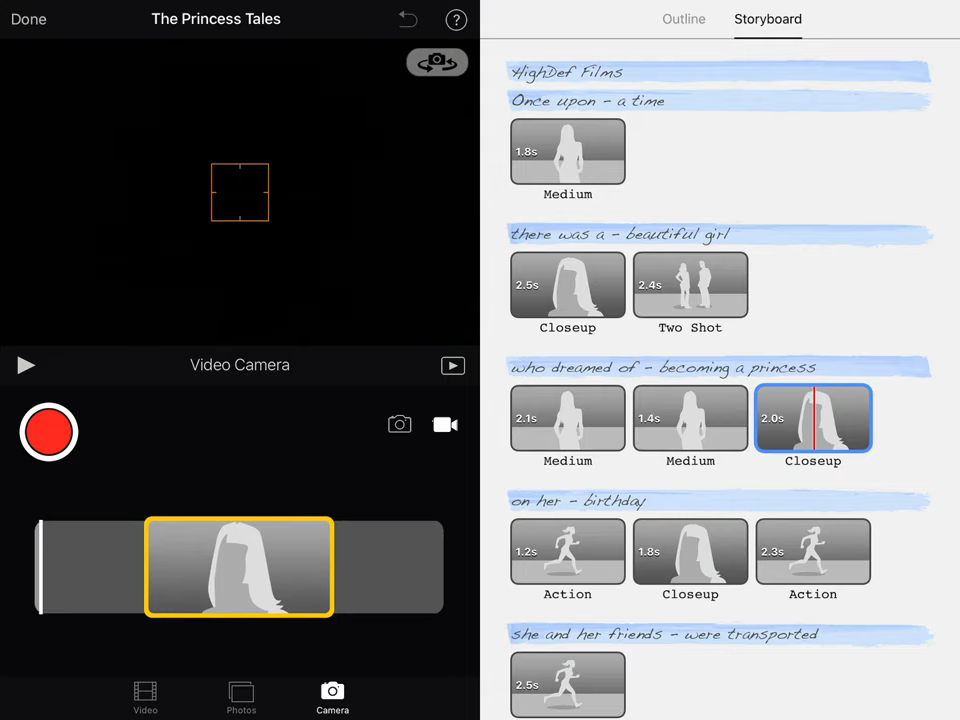 Done
The Princess Tales
?
Video Camera
Video
Photos
Camera
Outline
Storyboard
HighDef Films
Once upon - a time
1.8s
Medium
there was a - beautiful girl
2.5s
2.4s
Closeup
Two Shot
who dreamed of - becoming a princess
2.1s
1.4s
2.0s
Medium
Medium
Closeup
on her - birthday
1.2s
1.8s
2.3s
Action
Closeup
Action
she and her friends - were transported
2.5s